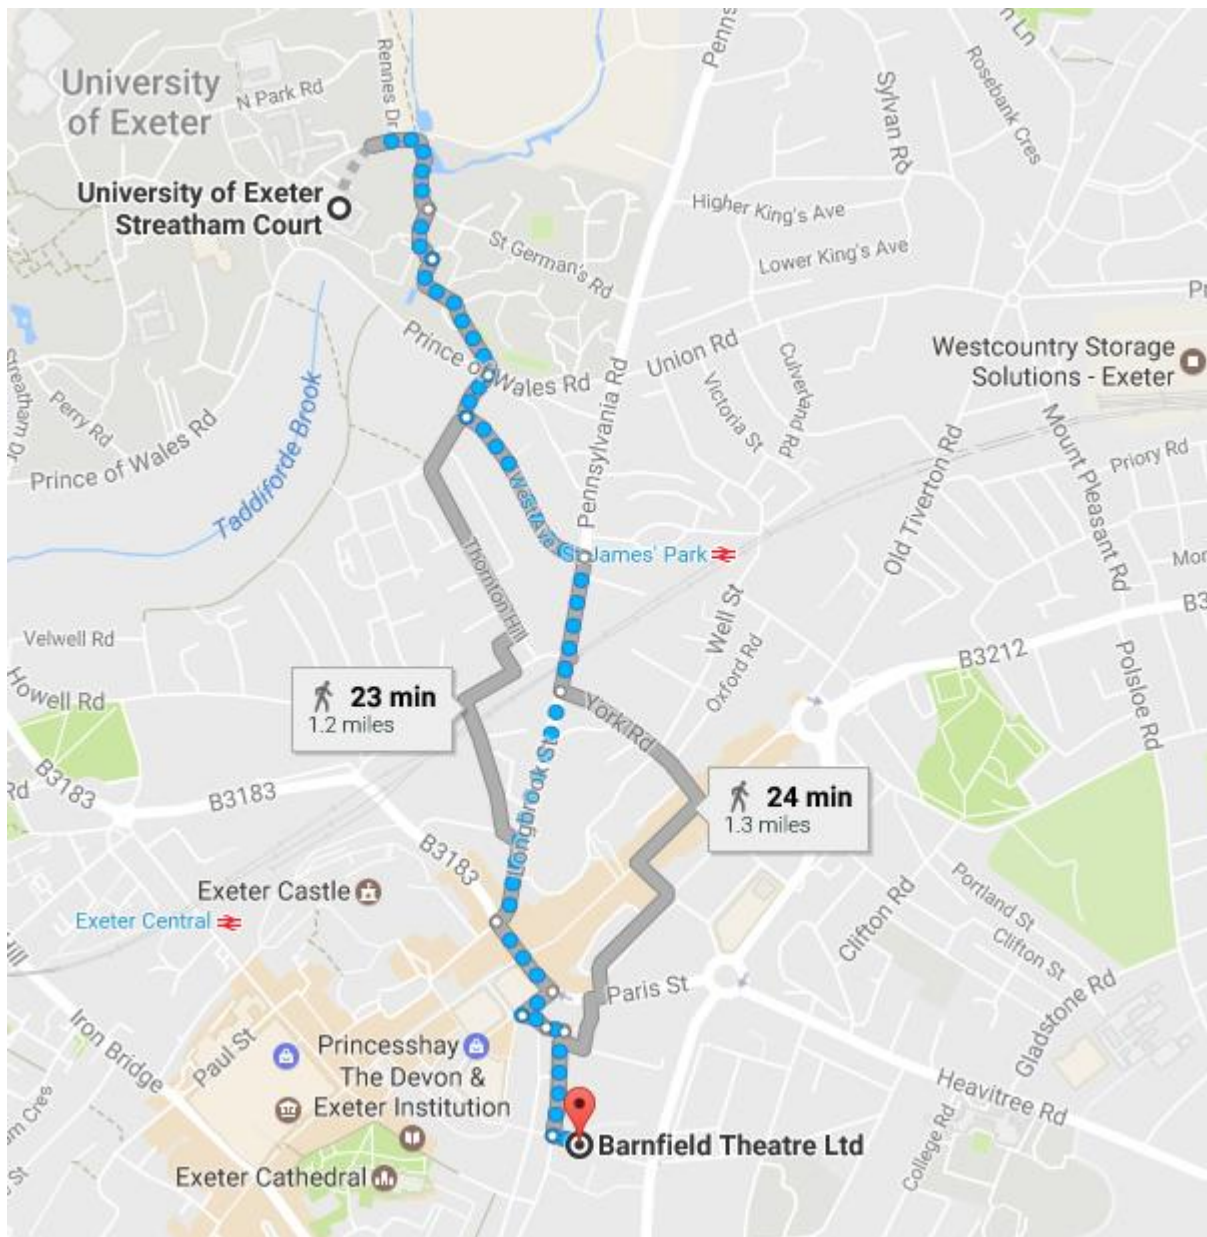 Rennes Dr
University
of Exeter
N Park Rd
University of Exeter
Streatham Court
Sylvan Rd
Rosebank Cres
Higher King's Ave
St German's Rd
Lower King's Ave
Prince of Wales Rd
Union Rd
Westcountry Storage
Solutions - Exeter
Streatham Dr
Perry Rd
Prince of Wales Rd
Taddiforde Brook
Pennsylvania Rd
Victoria St
Culverland Rd
Old Tiverton Rd
Mount Pleasant Rd
Priory Rd
West Ave
St James' Park
Thornton Hill
Well St
Oxford Rd
Velwell Rd
Howell Rd
B3212
Polsloe Rd
23 min
1.2 miles
York Rd
Longbrook St
24 min
1.3 miles
B3183
B3183
B3183
Exeter Castle
Exeter Central
Clifton Rd
Portland St
Clifton St
Gladstone Rd
Paris St
Iron Bridge
Paul St
Princesshay
The Devon &
Exeter Institution
Heavitree Rd
College Rd
Barnfield Theatre Ltd
Exeter Cathedral